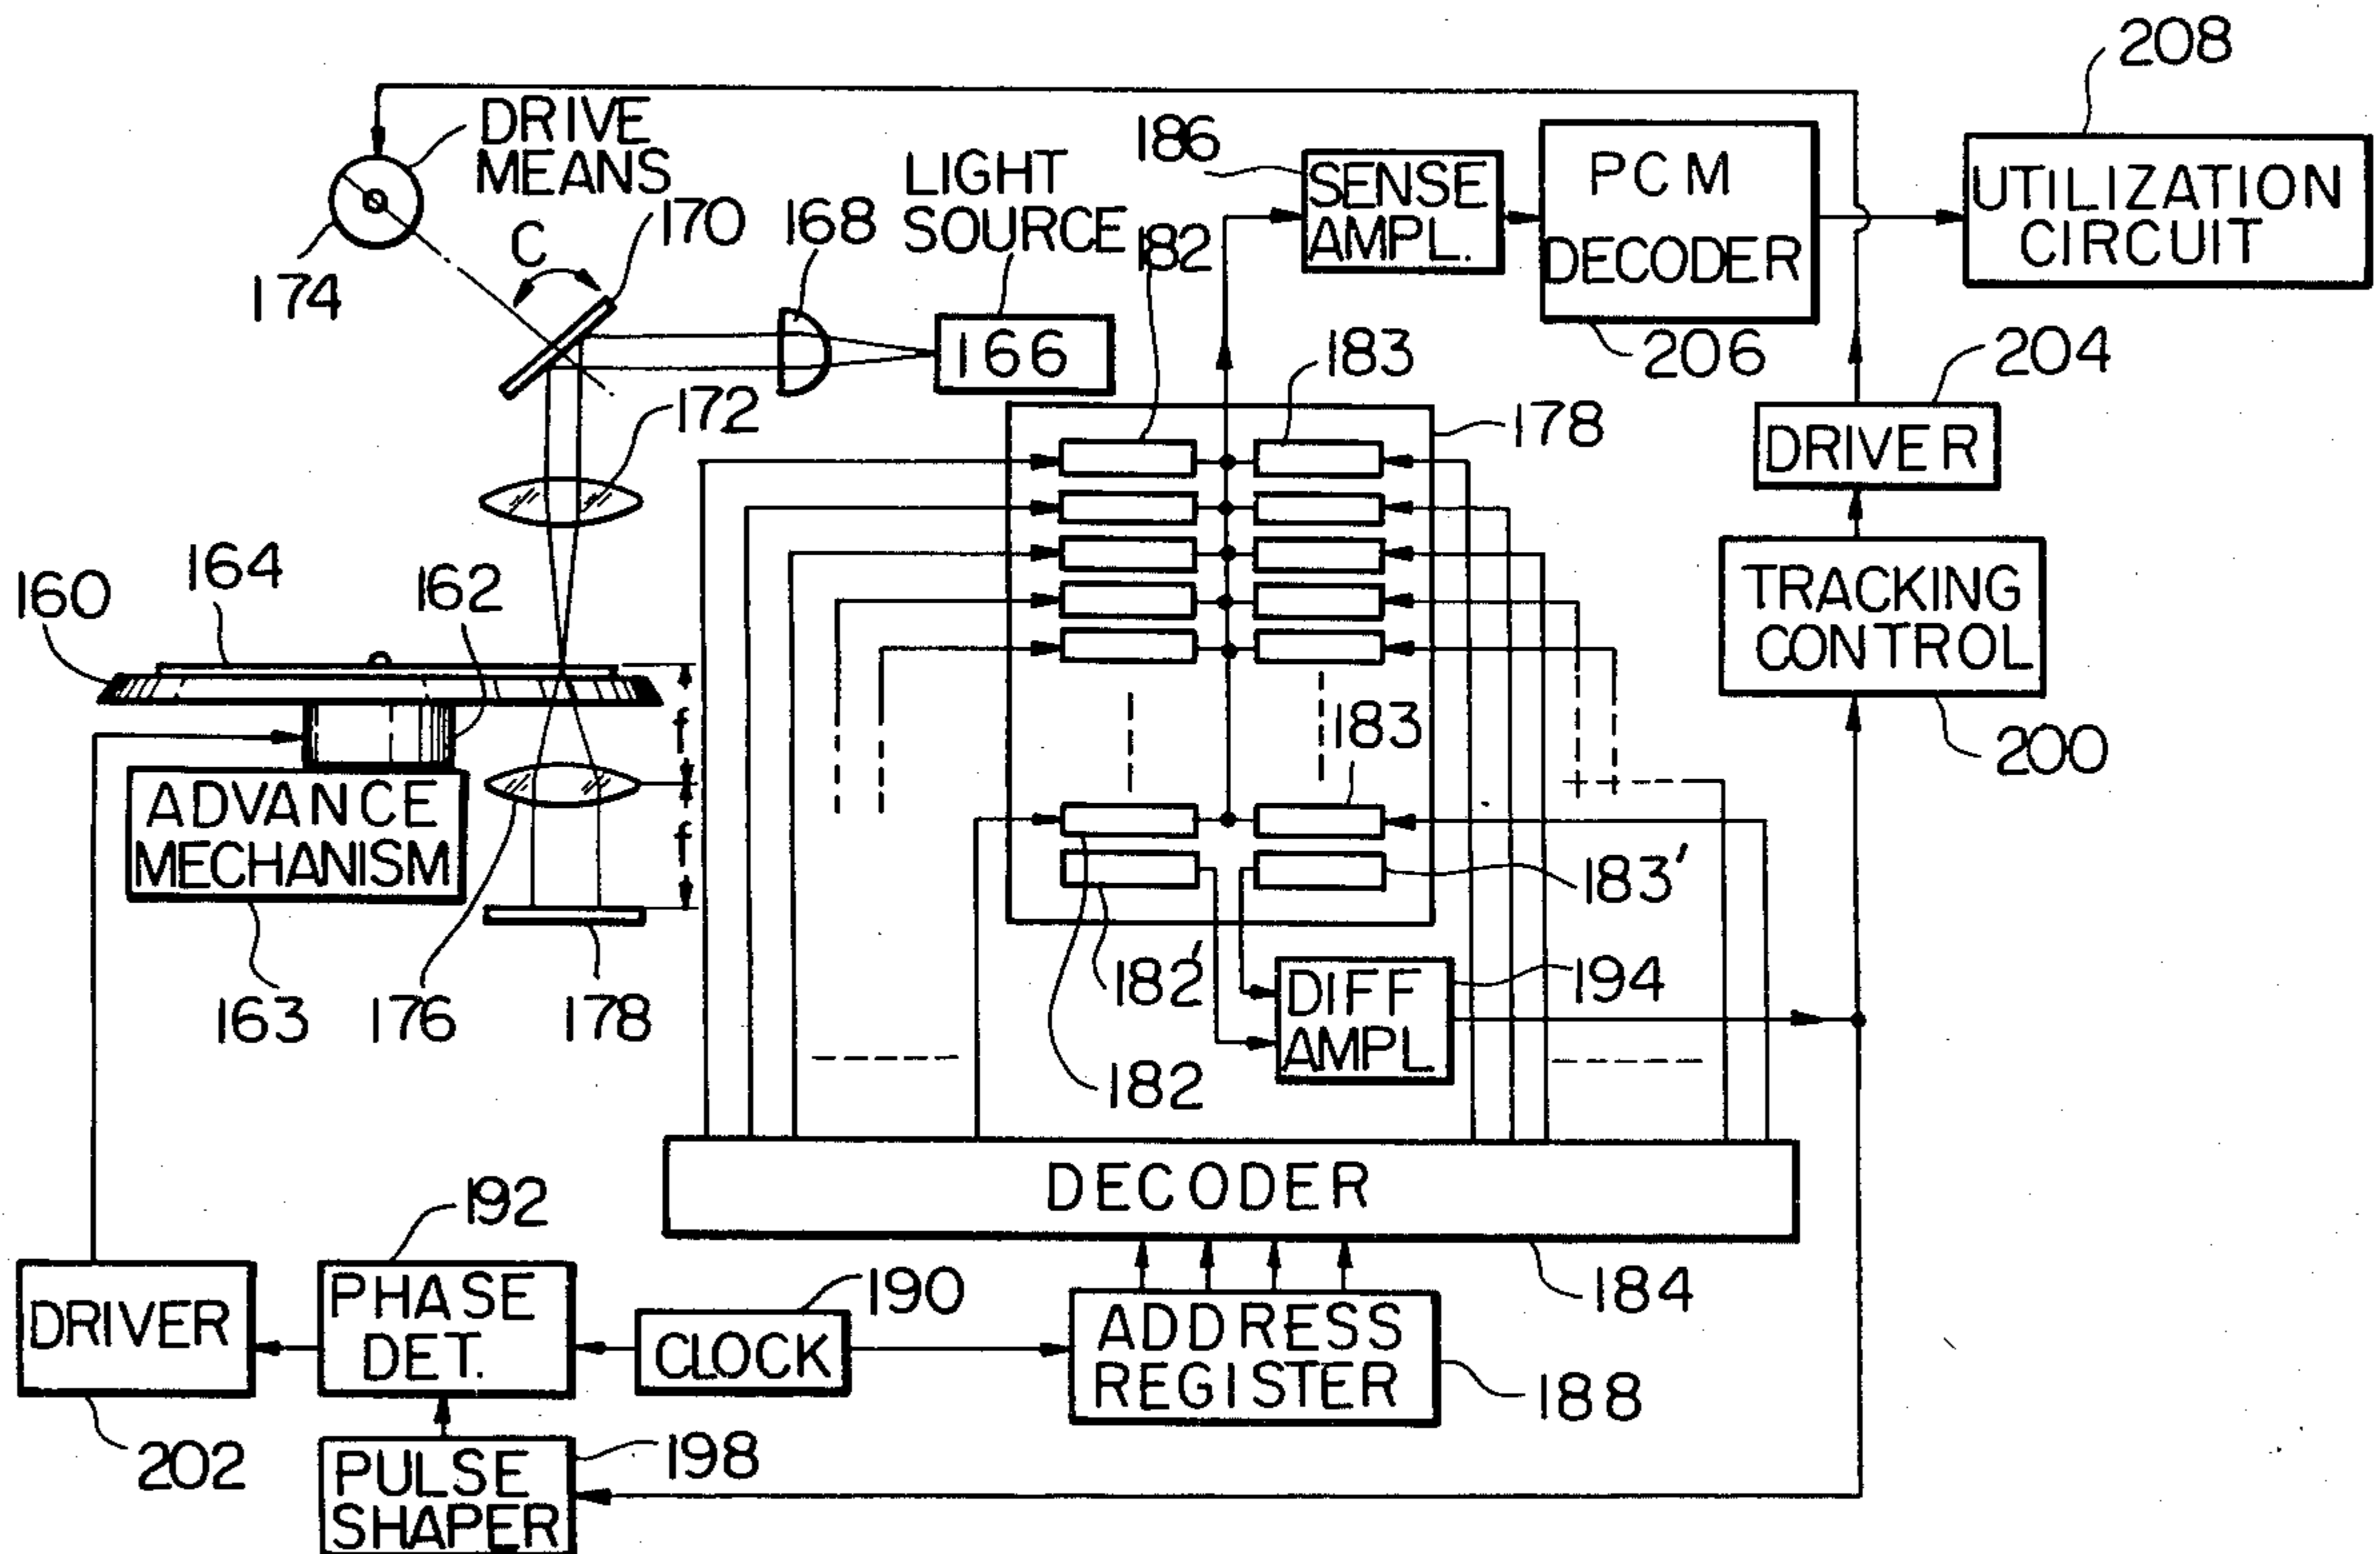 208
DRIVE
MEANS
186
LIGHT
SOURCE
PCM
DECODER
SENSE
AMPL.
UTILIZATION
CIRCUIT
170
168
182
C
174
166
183
206
204
172
178
DRIVER
164
162
160
TRACKING
CONTROL
f
183
200
ADVANCE
MECHANISM
f
183'
182'
194
DIFF
AMPL
163
176
178
182
DECODER
192
184
190
PHASE
DET.
DRIVER
CLOCK
ADDRESS
REGISTER
188
202
198
PULSE
SHAPER